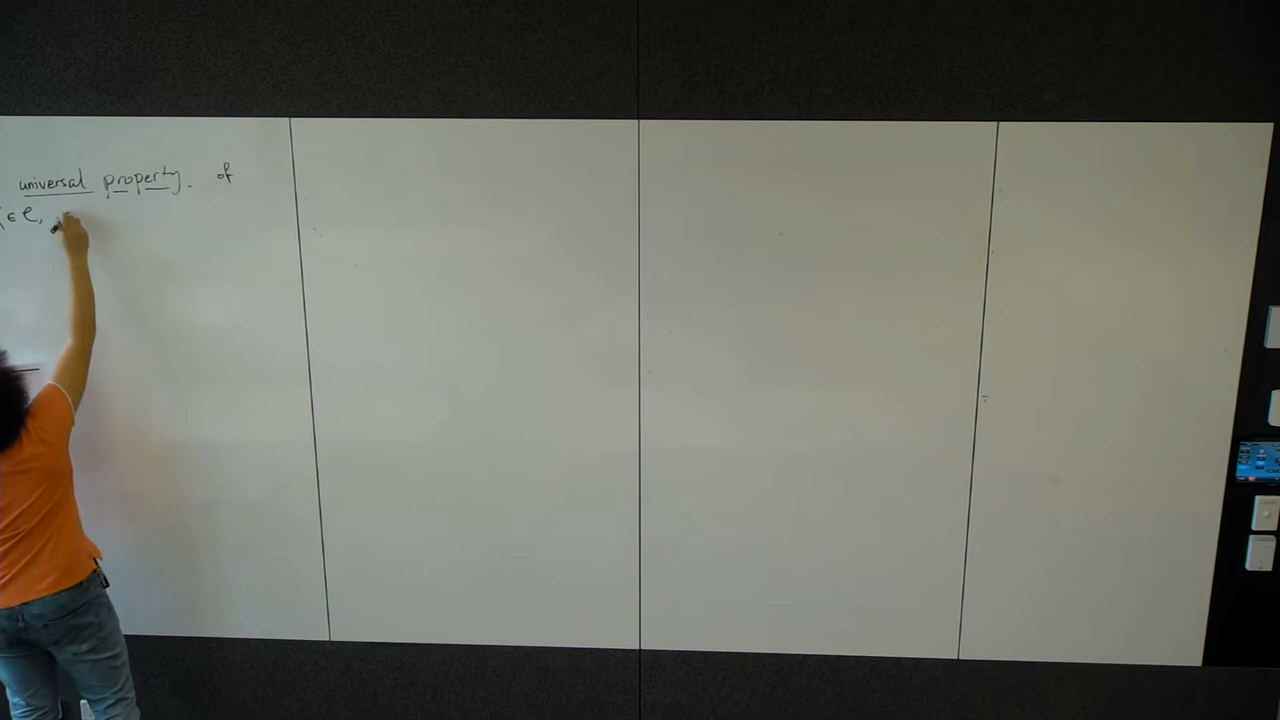 universal property. of
∈ C,